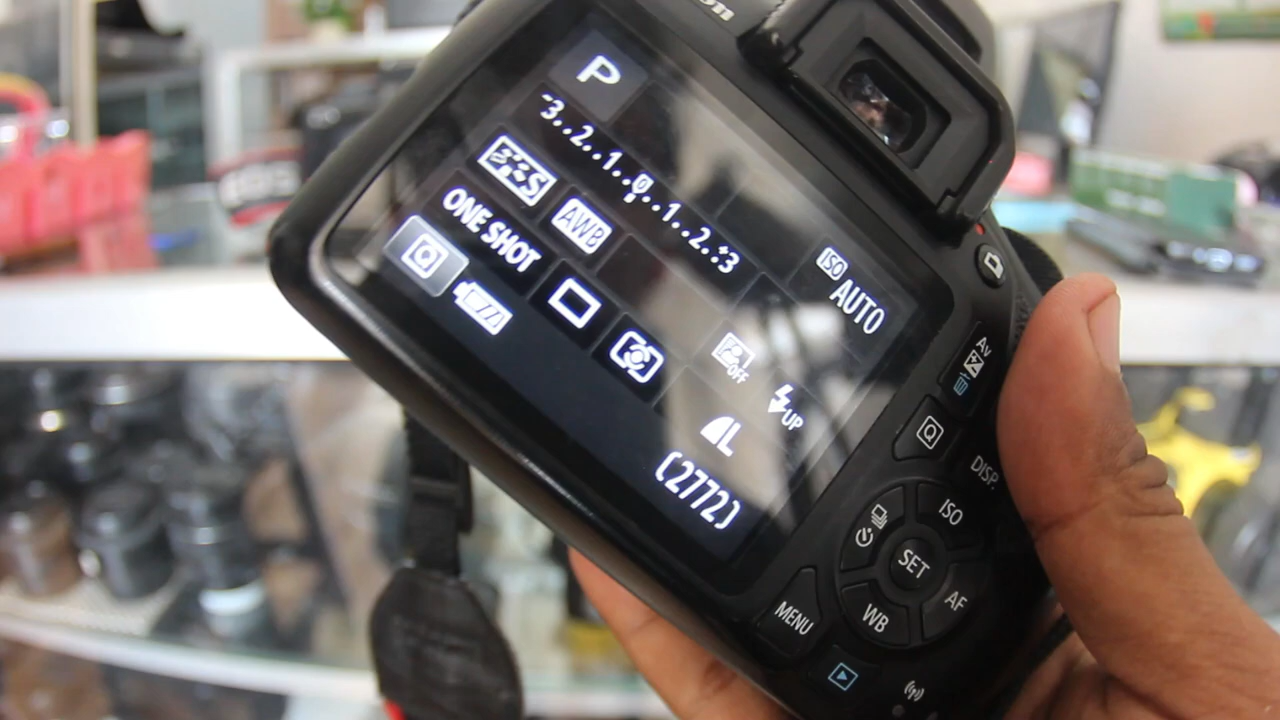 P
-3..2..1..0..1..2..+3
ISO
AUTO
S
AWB
ONE SHOT
OFF
UP
L
[2772]
Av
Q
DISP.
ISO
SET
AF
WB
MENU